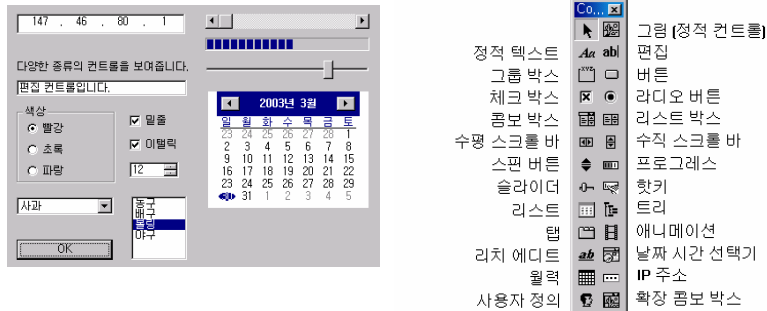 147 . 46 . 80 . 1
다양한 종류의 컨트롤을 보여줍니다.
편집 컨트롤입니다.
색상
빨강
초록
파랑
밑줄
이탤릭
12
사과
농구
배구
볼링
야구
OK
2003년 3월
일 월 화 수 목 금 토
23 24 25 26 27 28 1
2 3 4 5 6 7 8
9 10 11 12 13 14 15
16 17 18 19 20 21 22
23 24 25 26 27 28 29
30 31 1 2 3 4 5
Co...
그림 (정적 컨트롤)
정적 텍스트 Aa ab 편집
그룹 박스 xyz 버튼
체크 박스 라디오 버튼
콤보 박스 리스트 박스
수평 스크롤 바 수직 스크롤 바
스핀 버튼 프로그레스
슬라이더 핫키
리스트 트리
탭 애니메이션
리치 에디트 ab 날짜 시간 선택기
월력 IP 주소
사용자 정의 확장 콤보 박스